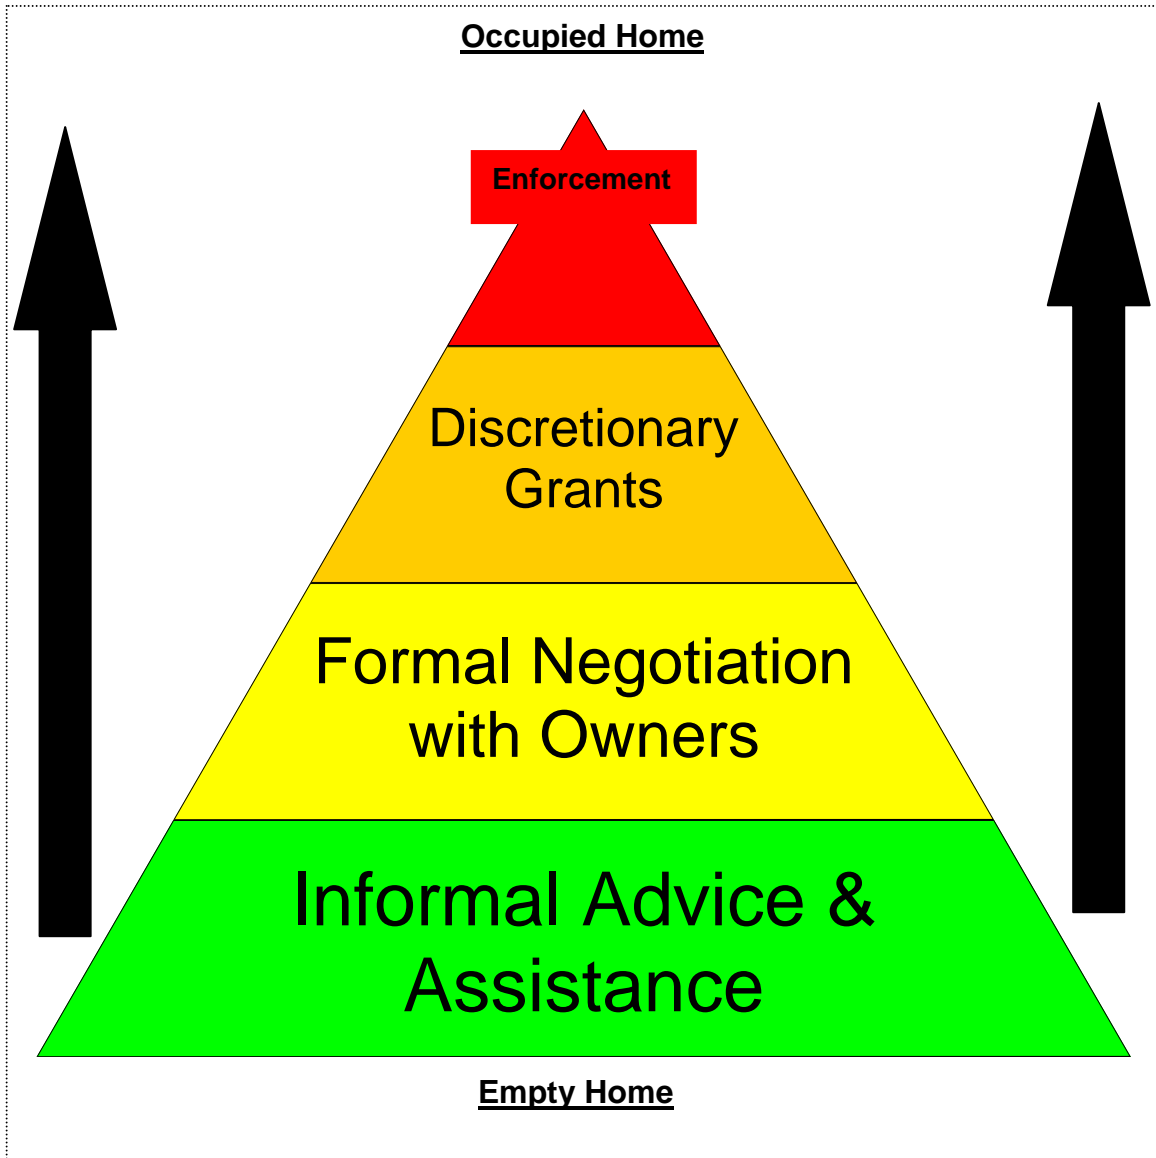 Occupied Home
Enforcement
Discretionary
Grants
Formal Negotiation
with Owners
Informal Advice &
Assistance
Empty Home